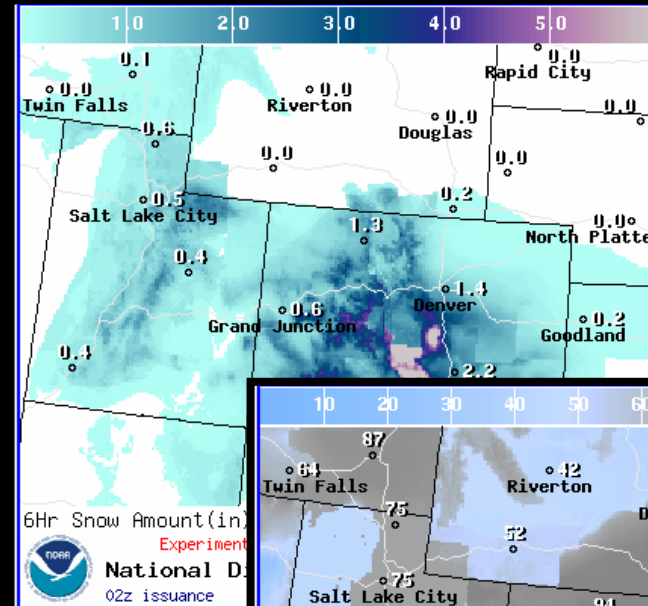 1.0 2.0 3.0 4.0 5.0
0.1
0.0
Rapid City
0.0
Twin Falls
0.0
Riverton
0.0
Douglas
0.0
0.6
0.0
0.0
0.5
Salt Lake City
0.2
1.3
0.0
North Platte
0.4
1.4
Denver
0.6
Grand Junction
0.2
Goodland
0.4
2.2
10 20 30 40 50 60
87
64
Twin Falls
42
Riverton
75
52
75
Salt Lake City
6Hr Snow Amount(in)
Experiment
NOAA
National Di
02z issuance